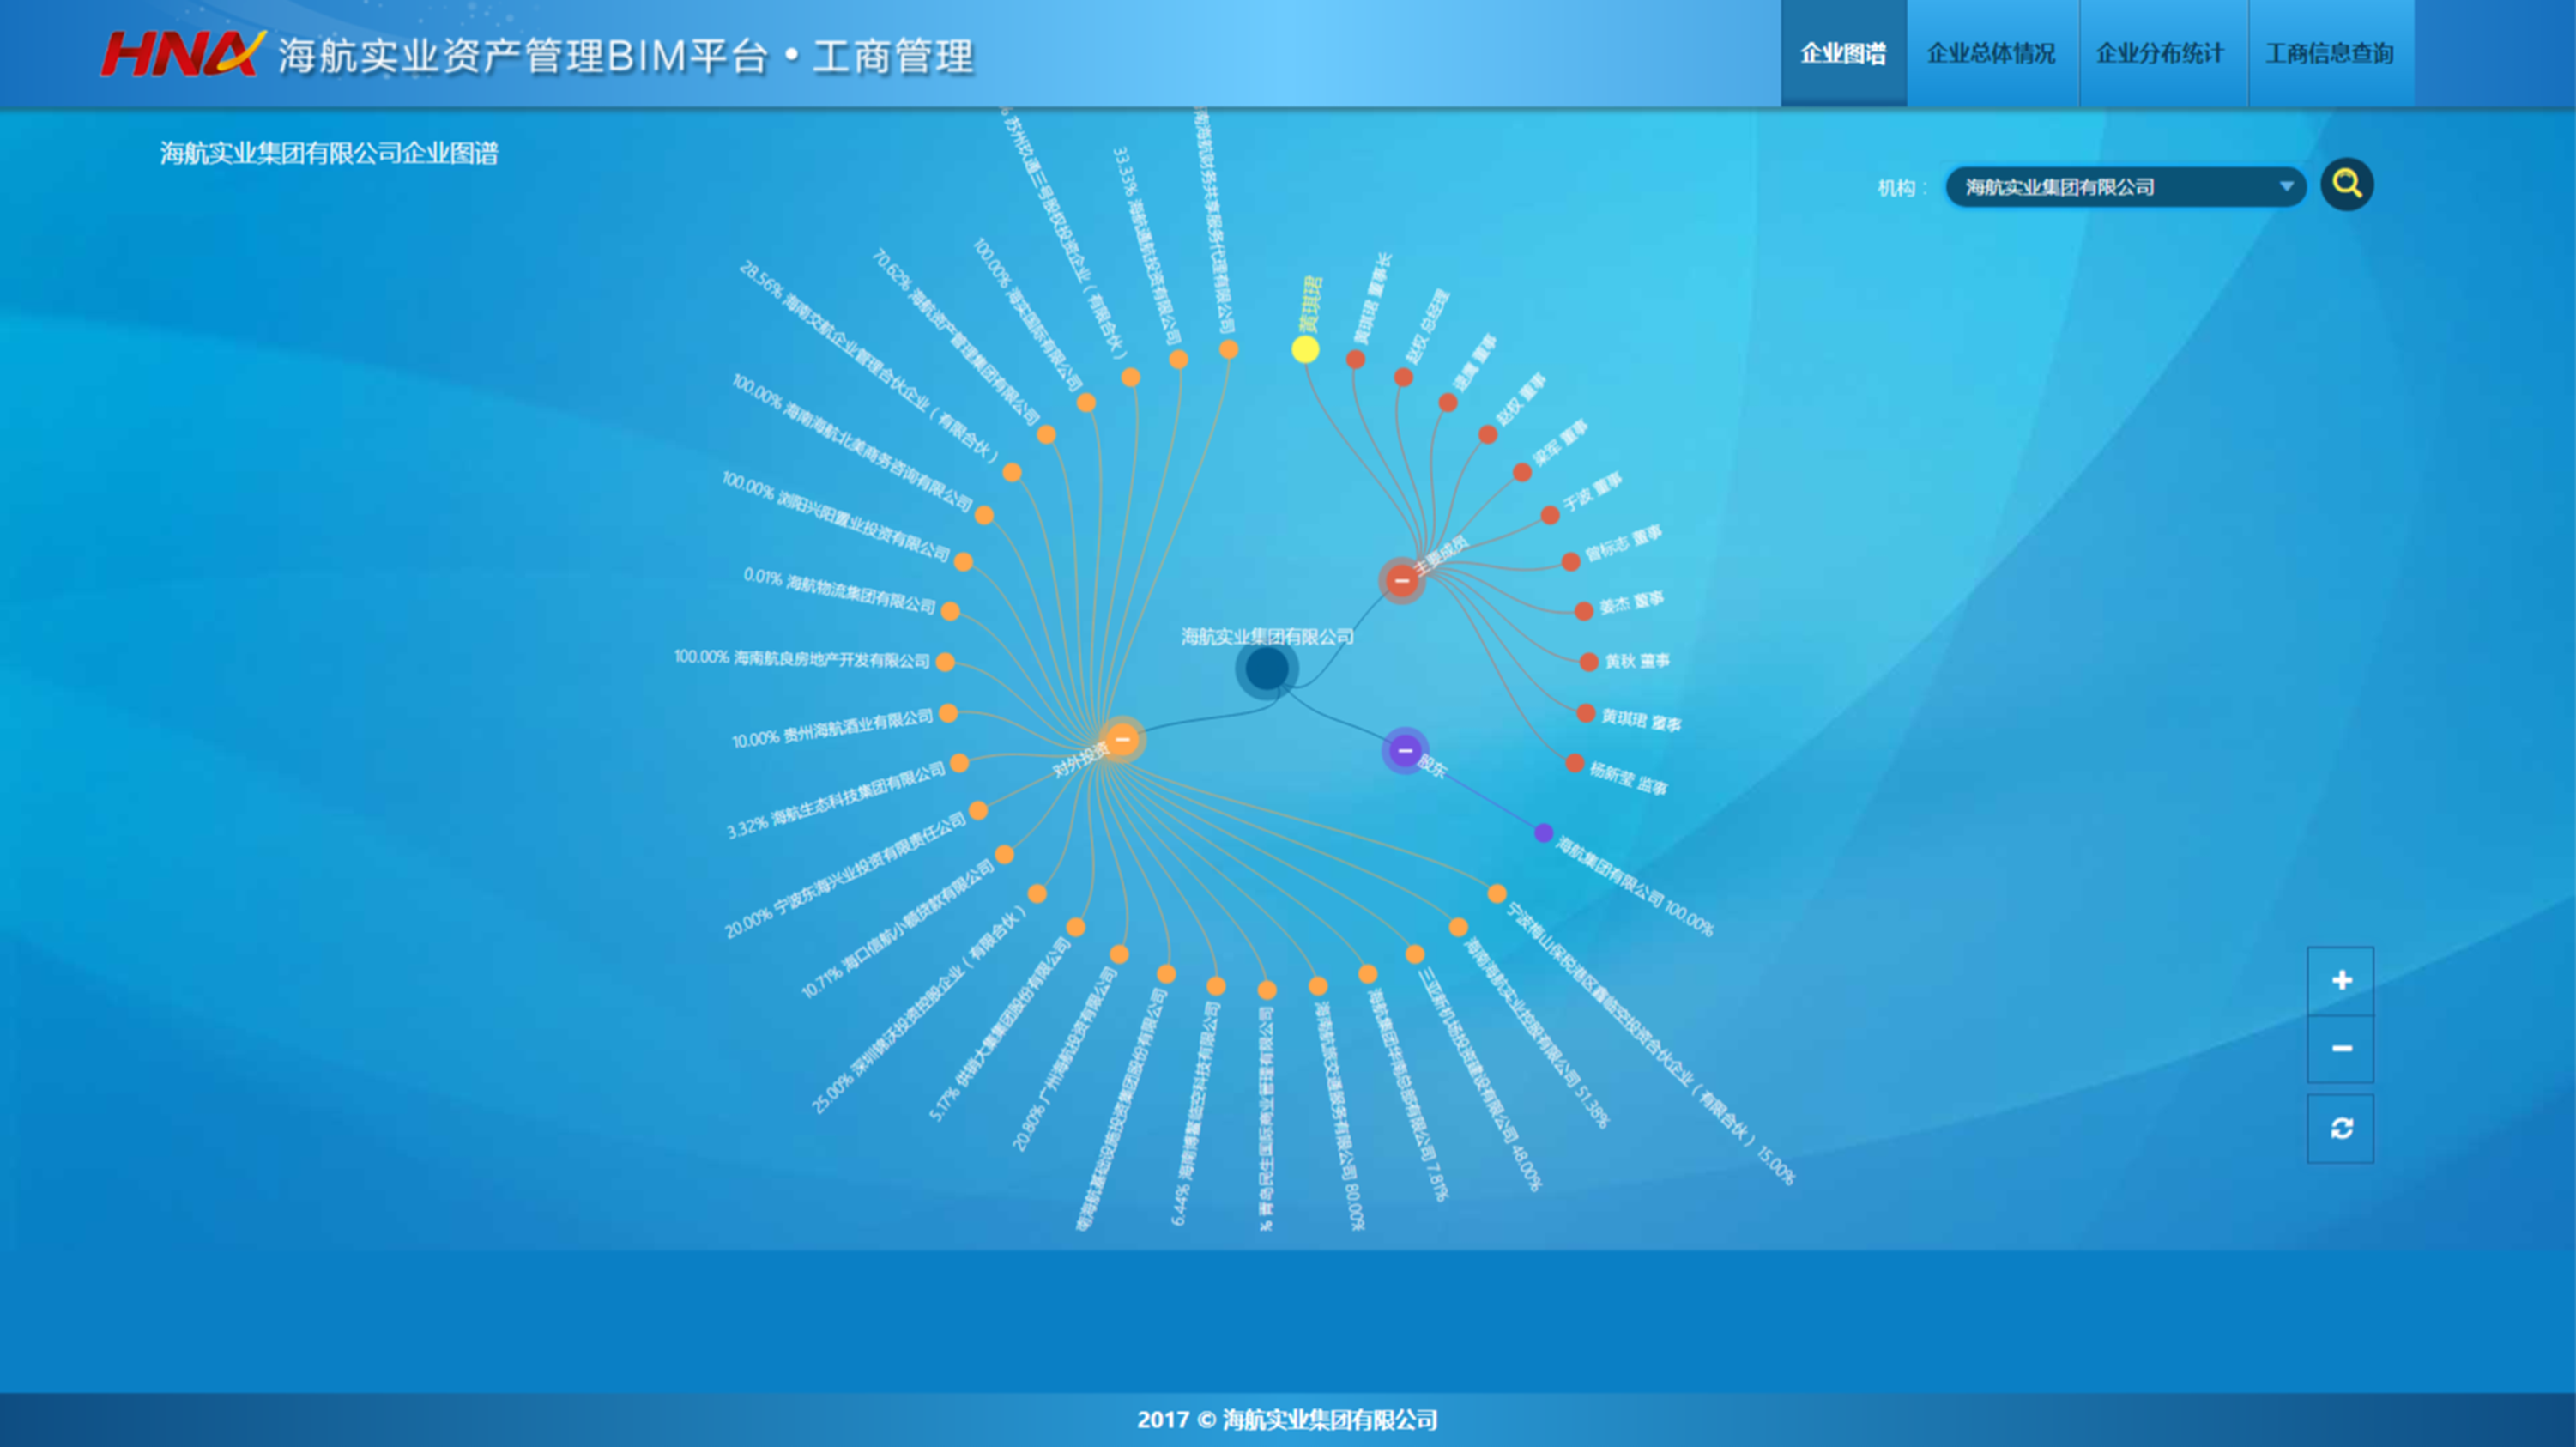 HNA 海航实业资产管理BIM平台•工商管理
企业图谱
企业总体情况
企业分布统计
工商信息查询
海航实业集团有限公司企业图谱
机构：
海航实业集团有限公司
海航实业集团有限公司
主要成员
黄琪珺
黄琪珺 董事长
赵权 总经理
逯鹰 董事
赵权 董事
梁军 董事
于波 董事
曾标志 董事
姜杰 董事
黄秋 董事
黄琪珺 董事
杨新莹 监事
股东
海航集团有限公司 100.00%
对外投资
南海航财务共享服务代理有限公司
33.33% 海航通航投资有限公司
% 苏州玖通三号股权投资企业（有限合伙）
100.00% 海实国际有限公司
70.62% 海航资产管理集团有限公司
28.56% 海南交航企业管理合伙企业（有限合伙）
100.00% 海南海航北美商务咨询有限公司
100.00% 浏阳兴阳置业投资有限公司
0.01% 海航物流集团有限公司
100.00% 海南航良房地产开发有限公司
10.00% 贵州海航酒业有限公司
3.32% 海航生态科技集团有限公司
20.00% 宁波东海兴业投资有限责任公司
10.71% 海口信航小额贷款有限公司
25.00% 深圳锦沃投资控股企业（有限合伙）
5.17% 供销大集集团股份有限公司
20.80% 广州海航投资有限公司
南海航基础设施投资集团股份有限公司
6.44% 海南博鳌临空科技有限公司
% 青岛民生国际商业管理有限公司
海南航旅交通服务有限公司 80.00%
海航集团华南总部有限公司 7.81%
三亚新机场投资建设有限公司 48.00%
海南海航实业控股有限公司 51.38%
宁波梅山保税港区鑫临空投资合伙企业（有限合伙） 15.00%
2017 © 海航实业集团有限公司